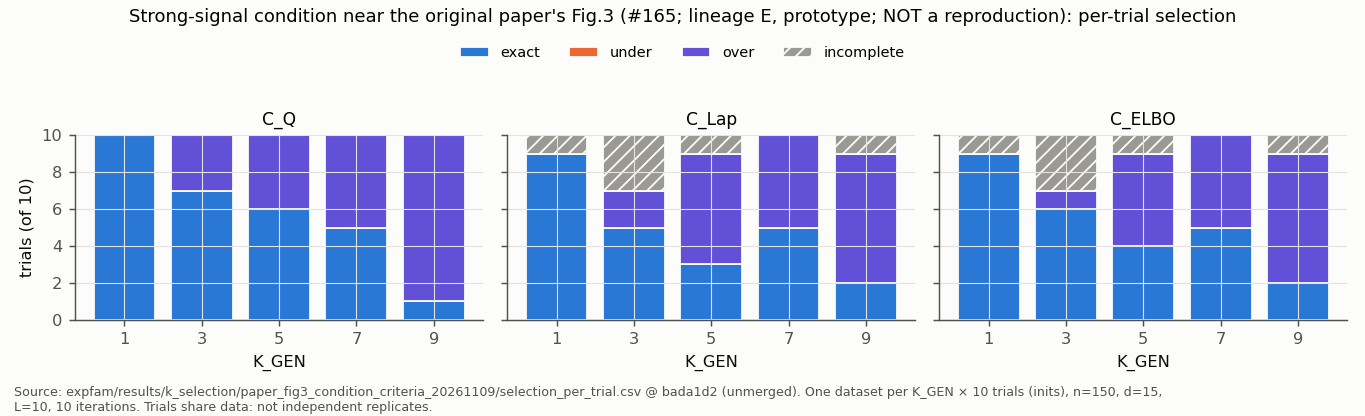 Strong-signal condition near the original paper's Fig.3 (#165; lineage E, prototype; NOT a reproduction): per-trial selection
exact under over incomplete
C_Q C_Lap C_ELBO
trials (of 10)
10
8
6
4
2
0
1 3 5 7 9 1 3 5 7 9 1 3 5 7 9
K_GEN K_GEN K_GEN
Source: expfam/results/k_selection/paper_fig3_condition_criteria_20261109/selection_per_trial.csv @ bada1d2 (unmerged). One dataset per K_GEN × 10 trials (inits), n=150, d=15,
L=10, 10 iterations. Trials share data: not independent replicates.